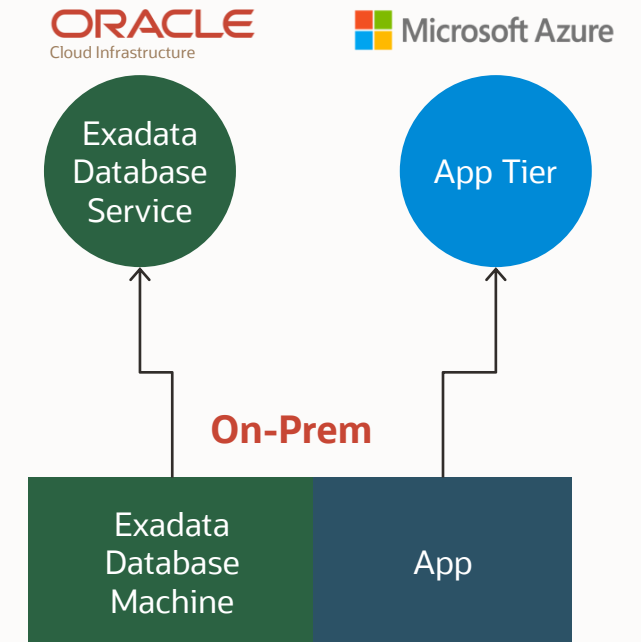 ORACLE
Cloud Infrastructure
Microsoft Azure
Exadata
Database
Service
App Tier
On-Prem
Exadata
Database
Machine
App